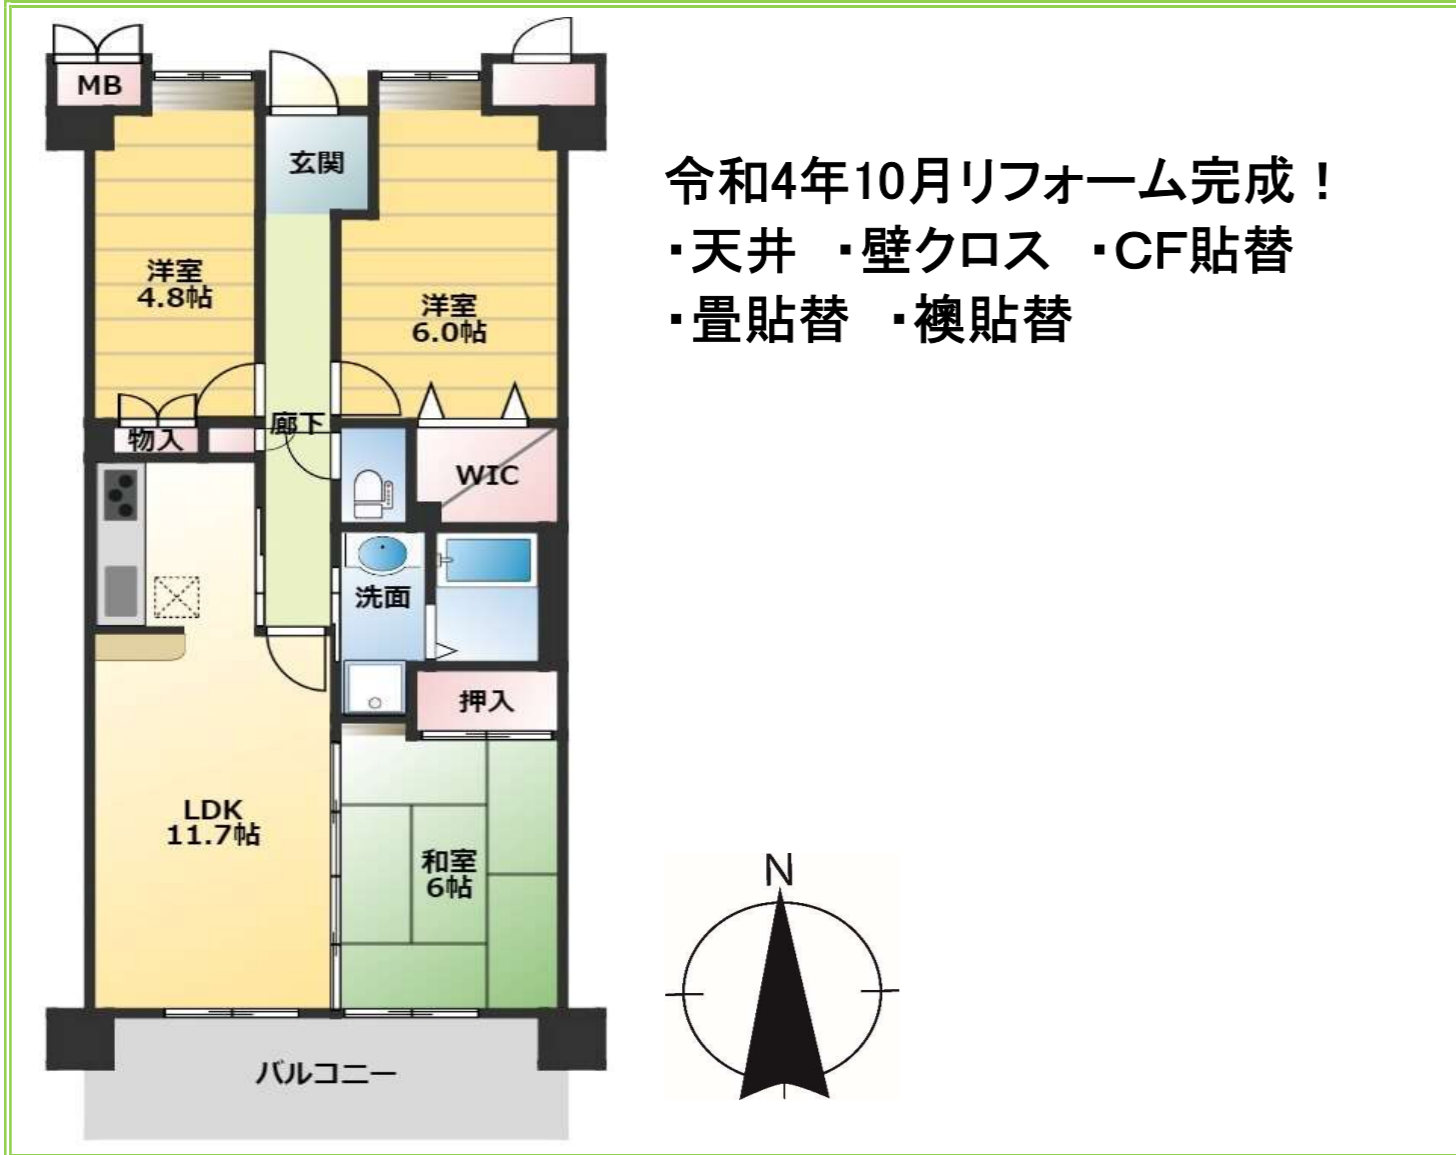 MB
玄関
洋室
4.8帖
洋室
6.0帖
廊下
物入
WIC
洗面
押入
LDK
11.7帖
和室
6帖
バルコニー
令和4年10月リフォーム完成！
・天井　・壁クロス　・CF貼替
・畳貼替　・襖貼替
N